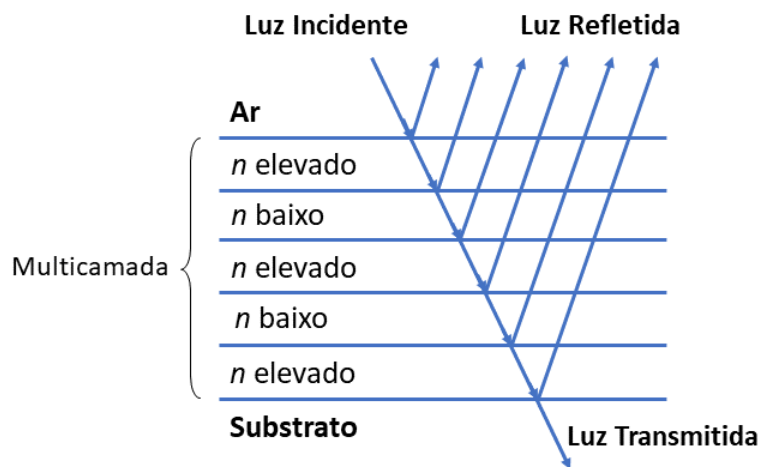 Luz Incidente
Luz Refletida
Ar
n elevado
n baixo
Multicamada
n elevado
n baixo
n elevado
Substrato
Luz Transmitida